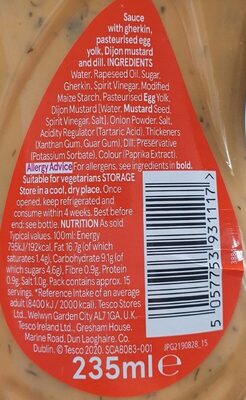 Sauce
with gherkin,
pasteurised egg
yolk, Dijon mustard
and dill. INGREDIENTS
Water, Rapeseed Oil, Sugar,
Gherkin, Spirit Vinegar, Modified
Maize Starch, Pasteurised Egg Yolk,
Dijon mustard [Water, Mustard Seed,
Spirit Vinegar, Salt], Onion Powder, Salt,
Acidity Regulator (Tartaric Acid), Thickeners
(Xanthan Gum, Guar Gum), Dill, Preservative
(Potassium Sorbate), Colour (Paprika Extract).
Allergy Advice For allergens, see ingredients in bold.
Suitable for vegetarians STORAGE
Store in a cool, dry place. Once
opened, keep refrigerated and
consume within 4 weeks. Best before
end: see bottle. NUTRITION As sold
Typical values, 100ml: Energy
795kJ/192kcal, Fat 16.7g (of which
saturates 1.4g), Carbohydrate 9.1g (of
which sugars 4.6g), Fibre 0.9g, Protein
0.9g, Salt 1.0g. Pack contains 15
servings. *Reference intake of an average
adult (8400 kJ / 2000 kcal). Tesco Stores
Ltd., Welwyn Garden City AL7 1GA, U.K.
Tesco Ireland Ltd., Gresham House,
Marine Road, Dun Laoghaire, Co.
Dublin. © Tesco 2020. SCA8083-001
JPG2190828_15
235ml℮
5 057753 931117 >